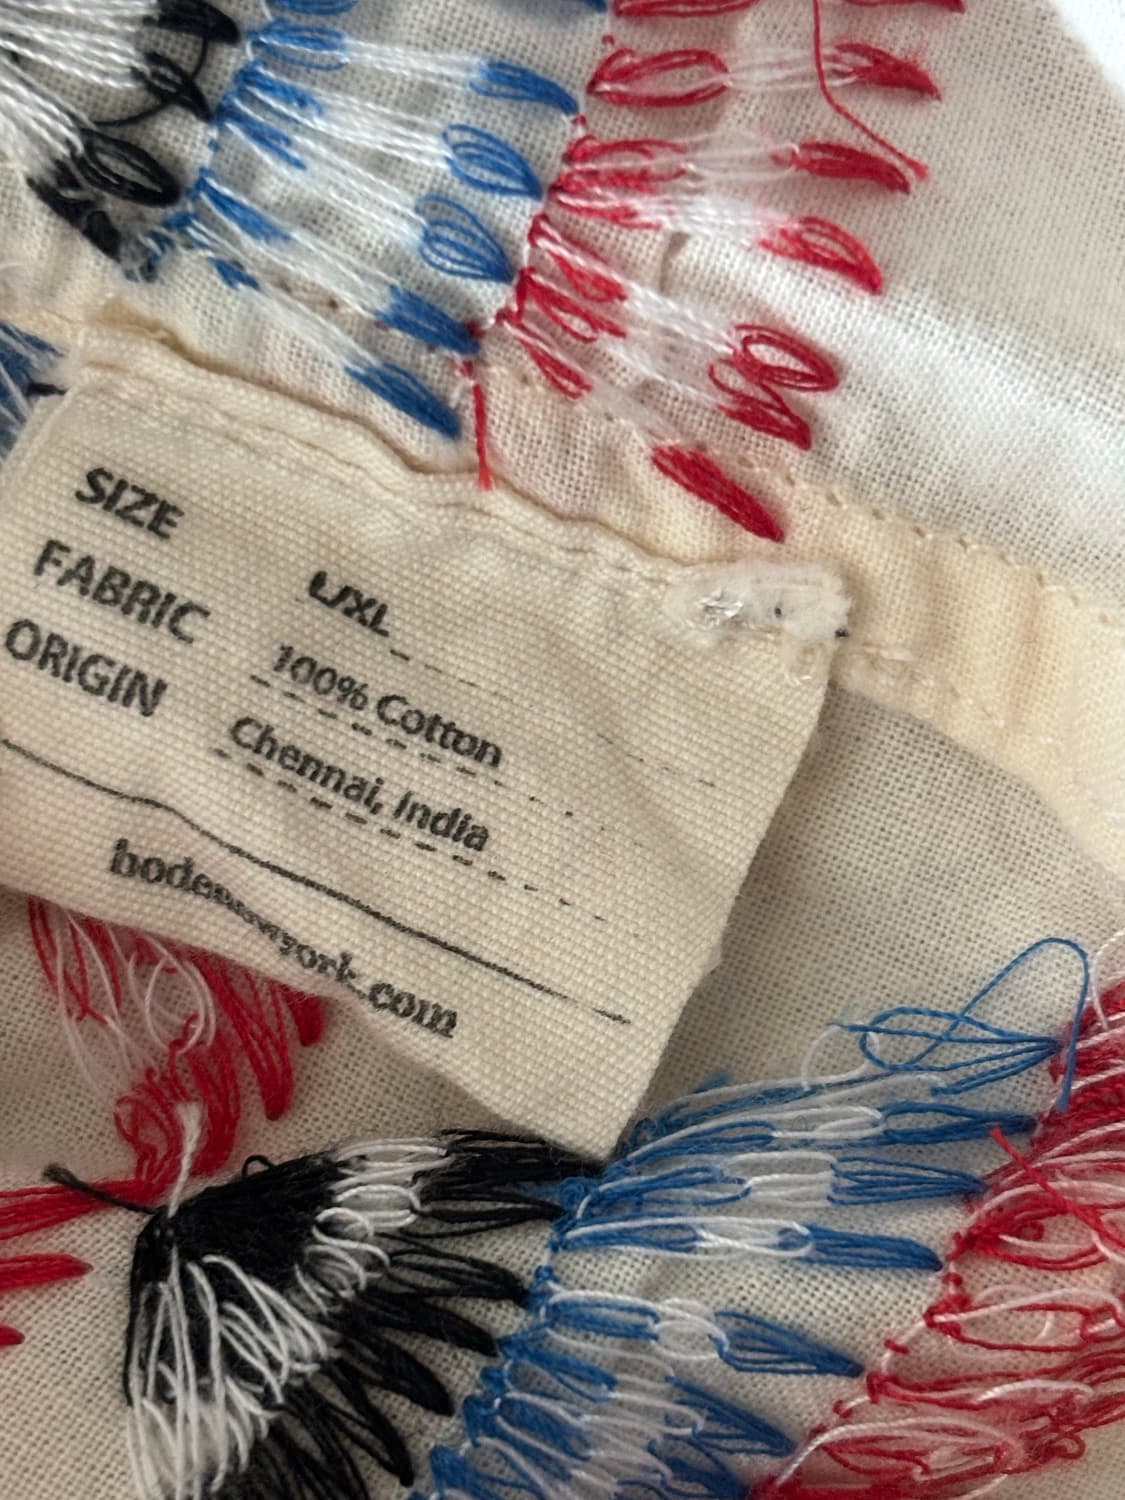 SIZE L/XL
FABRIC 100% Cotton
ORIGIN Chennai, India
bodenewyork.com